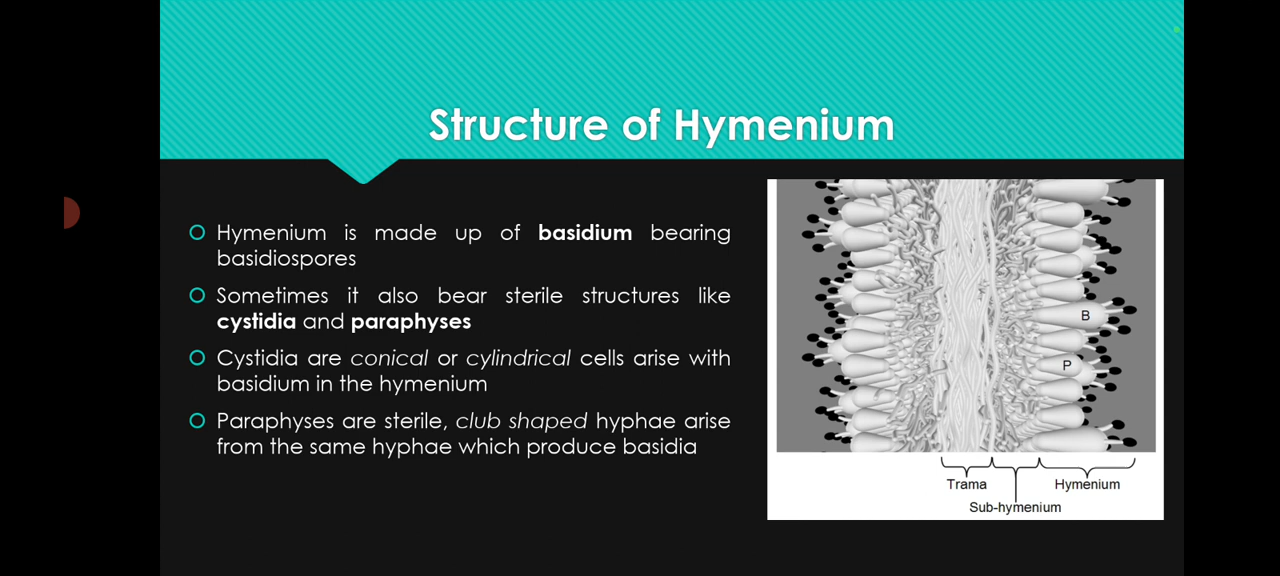 Structure of Hymenium
Hymenium is made up of basidium bearing
basidiospores
Sometimes it also bear sterile structures like
cystidia and paraphyses
Cystidia are conical or cylindrical cells arise with
basidium in the hymenium
Paraphyses are sterile, club shaped hyphae arise
from the same hyphae which produce basidia
B
P
Trama
Hymenium
Sub-hymenium